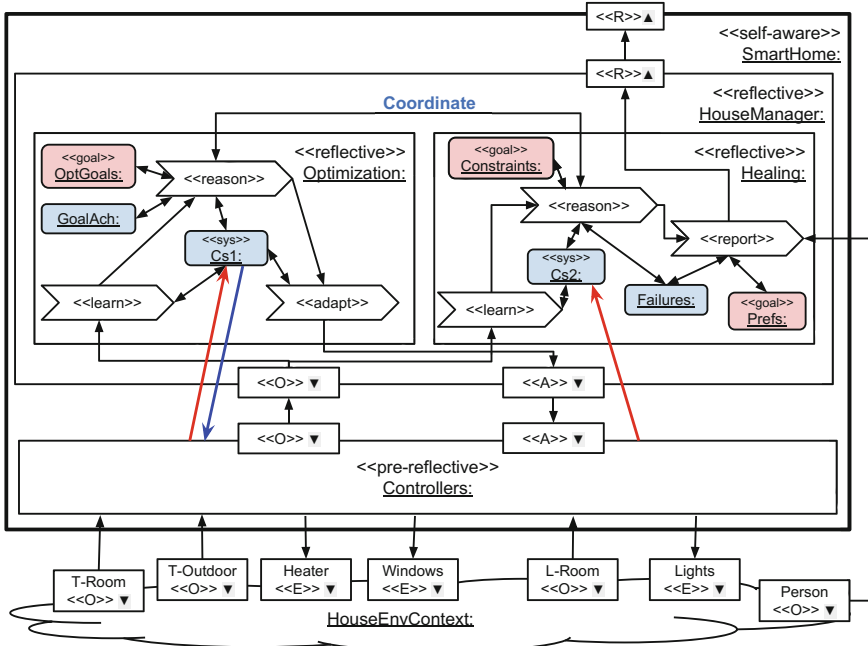 <<R>>▲
<<self-aware>>
SmartHome:
<<R>>▲
<<reflective>>
HouseManager:
Coordinate
<<goal>>
OptGoals:
<<reason>>
<<reflective>>
Optimization:
GoalAch:
<<sys>>
Cs1:
<<learn>>
<<adapt>>
<<goal>>
Constraints:
<<reflective>>
Healing:
<<reason>>
<<report>>
<<sys>>
Cs2:
<<learn>>
Failures:
<<goal>>
Prefs:
<<O>> ▼
<<A>> ▼
<<O>> ▼
<<A>> ▼
<<pre-reflective>>
Controllers:
T-Room
<<O>> ▼
T-Outdoor
<<O>> ▼
Heater
<<E>> ▼
Windows
<<E>> ▼
L-Room
<<O>> ▼
Lights
<<E>> ▼
Person
<<O>> ▼
HouseEnvContext: